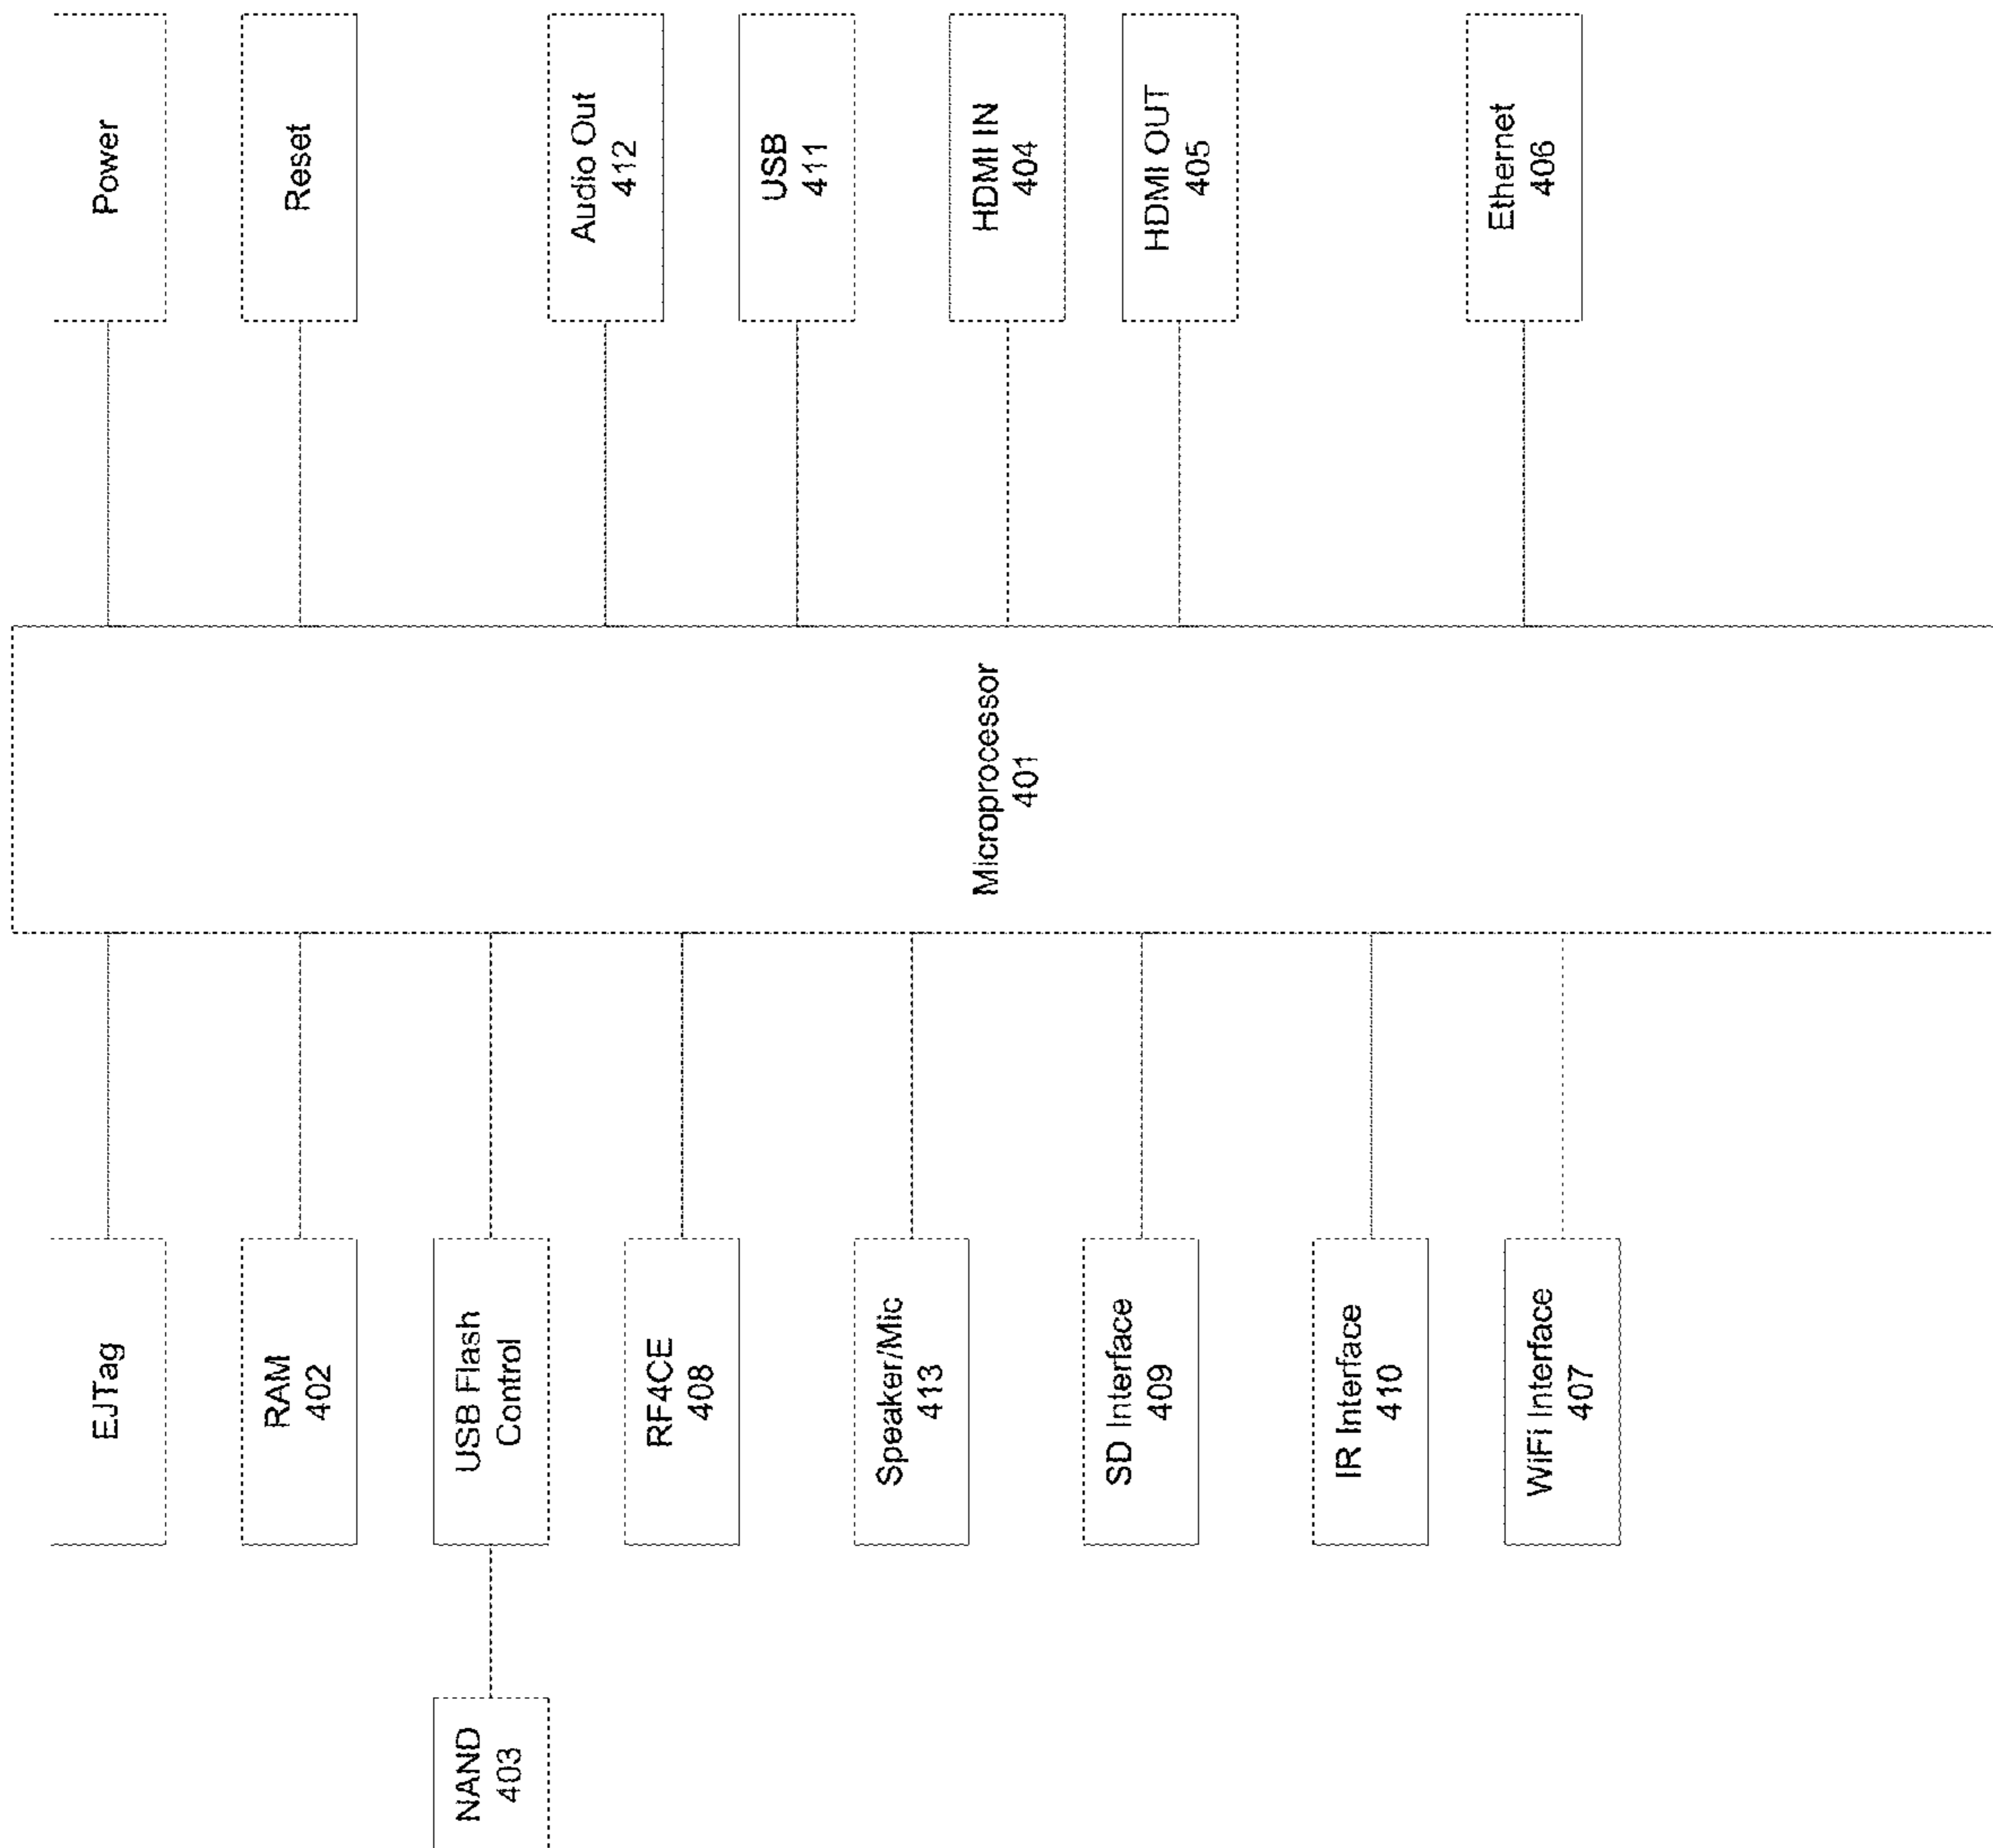 Power
Reset
Audio Out
412
USB
411
HDMI IN
404
HDMI OUT
405
Ethernet
406
Microprocessor
401
EJTag
RAM
402
USB Flash
Control
RF4CE
408
Speaker/Mic
413
SD Interface
409
IR Interface
410
WiFi Interface
407
NAND
403